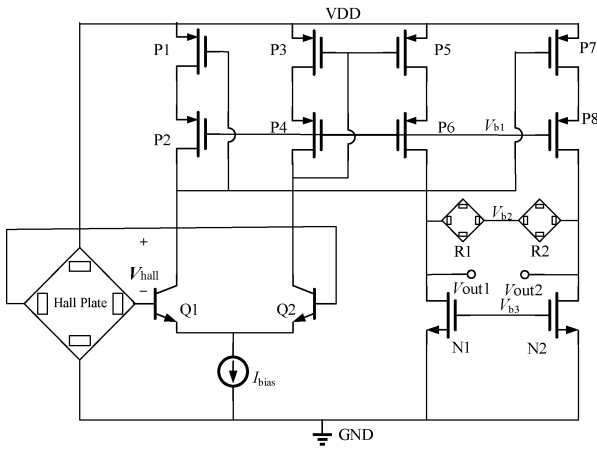 VDD
P1
P3
P5
P7
P2
P4
P6
Vb1
P8
Vb2
R1
R2
+
Vhall
−
Hall Plate
Q1
Q2
Vout1
Vout2
Vb3
N1
N2
Ibias
GND